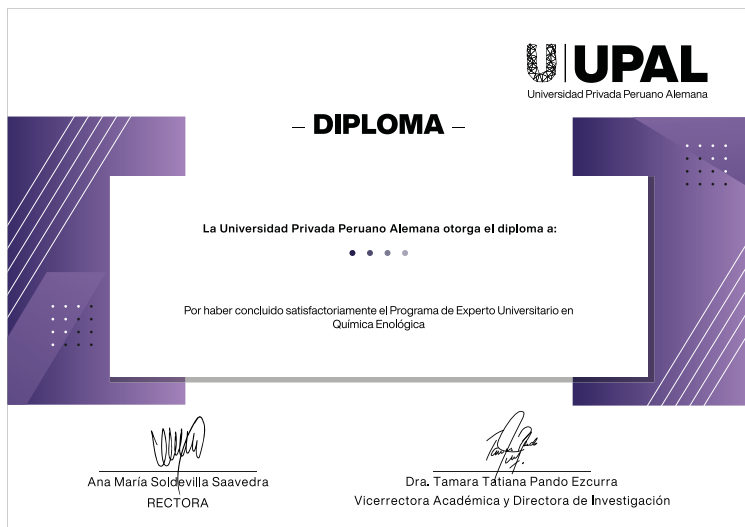 UPAL
Universidad Privada Peruano Alemana
– DIPLOMA –
La Universidad Privada Peruano Alemana otorga el diploma a:
Por haber concluido satisfactoriamente el Programa de Experto Universitario en
Química Enológica
Ana María Soldevilla Saavedra
RECTORA
Dra. Tamara Tatiana Pando Ezcurra
Vicerrectora Académica y Directora de Investigación